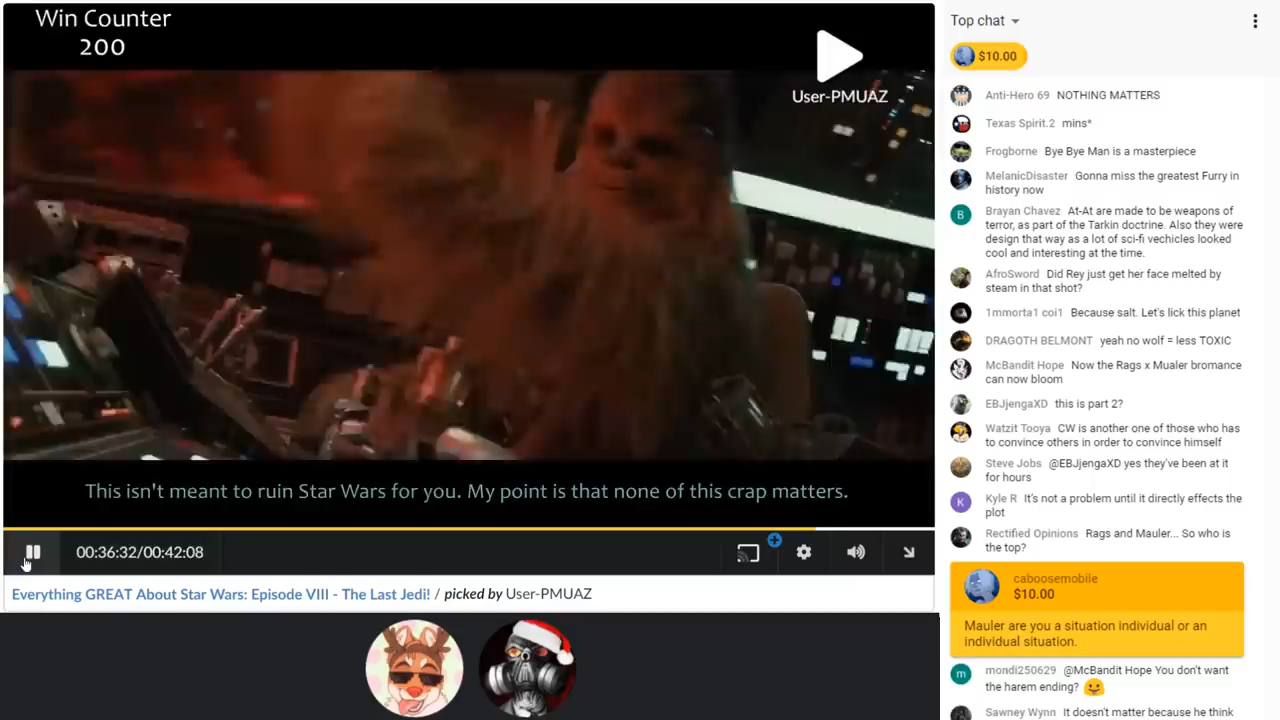 Win Counter
200
User-PMUAZ
This isn't meant to ruin Star Wars for you. My point is that none of this crap matters.
00:36:32/00:42:08
Everything GREAT About Star Wars: Episode VIII - The Last Jedi! / picked by User-PMUAZ
Top chat
$10.00
Anti-Hero 69 NOTHING MATTERS
Texas Spirit.2 mins*
Frogborne Bye Bye Man is a masterpiece
MelanicDisaster Gonna miss the greatest Furry in
history now
B
Brayan Chavez At-At are made to be weapons of
terror, as part of the Tarkin doctrine. Also they were
design that way as a lot of sci-fi vechicles looked
cool and interesting at the time.
AfroSword Did Rey just get her face melted by
steam in that shot?
1mmorta1 coi1 Because salt. Let's lick this planet
DRAGOTH BELMONT yeah no wolf = less TOXIC
McBandit Hope Now the Rags x Mualer bromance
can now bloom
EBJjengaXD this is part 2?
Watzit Tooya CW is another one of those who has
to convince others in order to convince himself
Steve Jobs @EBJjengaXD yes they've been at it
for hours
K
Kyle R It's not a problem until it directly effects the
plot
Rectified Opinions Rags and Mauler... So who is
the top?
caboosemobile
$10.00
Mauler are you a situation individual or an
individual situation.
m
mondi250629 @McBandit Hope You don't want
the harem ending?
Sawney Wynn It doesn't matter because he think